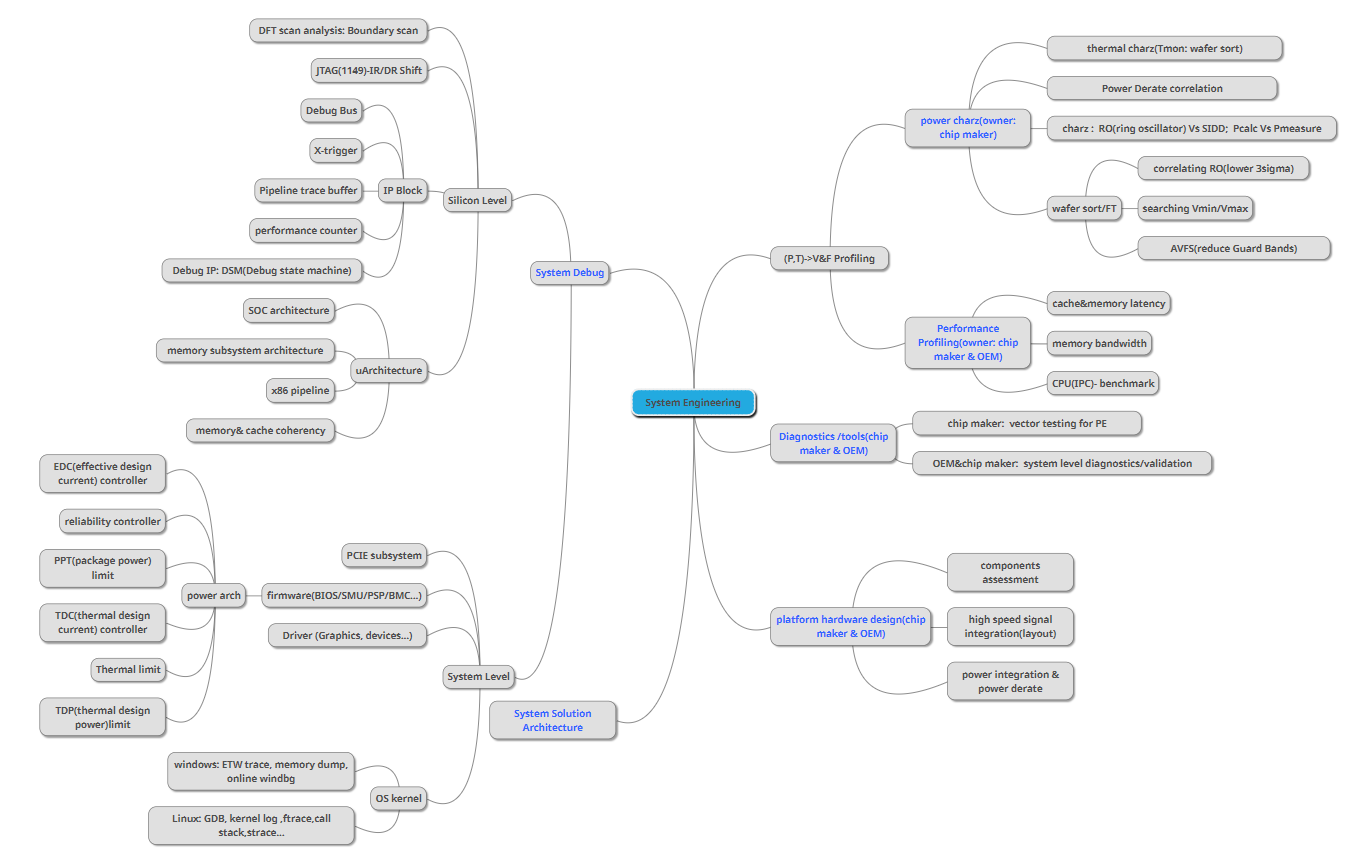 DFT scan analysis: Boundary scan
JTAG(1149)-IR/DR Shift
Debug Bus
X-trigger
Pipeline trace buffer
IP Block
performance counter
Debug IP: DSM(Debug state machine)
Silicon Level
SOC architecture
memory subsystem architecture
uArchitecture
x86 pipeline
memory& cache coherency
System Debug
EDC(effective design
current) controller
reliability controller
PPT(package power)
limit
TDC(thermal design
current) controller
Thermal limit
TDP(thermal design
power)limit
power arch
PCIE subsystem
firmware(BIOS/SMU/PSP/BMC...)
Driver (Graphics, devices...)
System Level
windows: ETW trace, memory dump,
online windbg
OS kernel
Linux: GDB, kernel log ,ftrace,call
stack,strace...
System Solution
Architecture
System Engineering
thermal charz(Tmon: wafer sort)
Power Derate correlation
power charz(owner:
chip maker)
charz :  RO(ring oscillator) Vs SIDD;  Pcalc Vs Pmeasure
correlating RO(lower 3sigma)
wafer sort/FT
searching Vmin/Vmax
AVFS(reduce Guard Bands)
(P,T)->V&F Profiling
cache&memory latency
Performance
Profiling(owner: chip
maker & OEM)
memory bandwidth
CPU(IPC)- benchmark
Diagnostics /tools(chip
maker & OEM)
chip maker:  vector testing for PE
OEM&chip maker:  system level diagnostics/validation
components
assessment
platform hardware design(chip
maker & OEM)
high speed signal
integration(layout)
power integration &
power derate